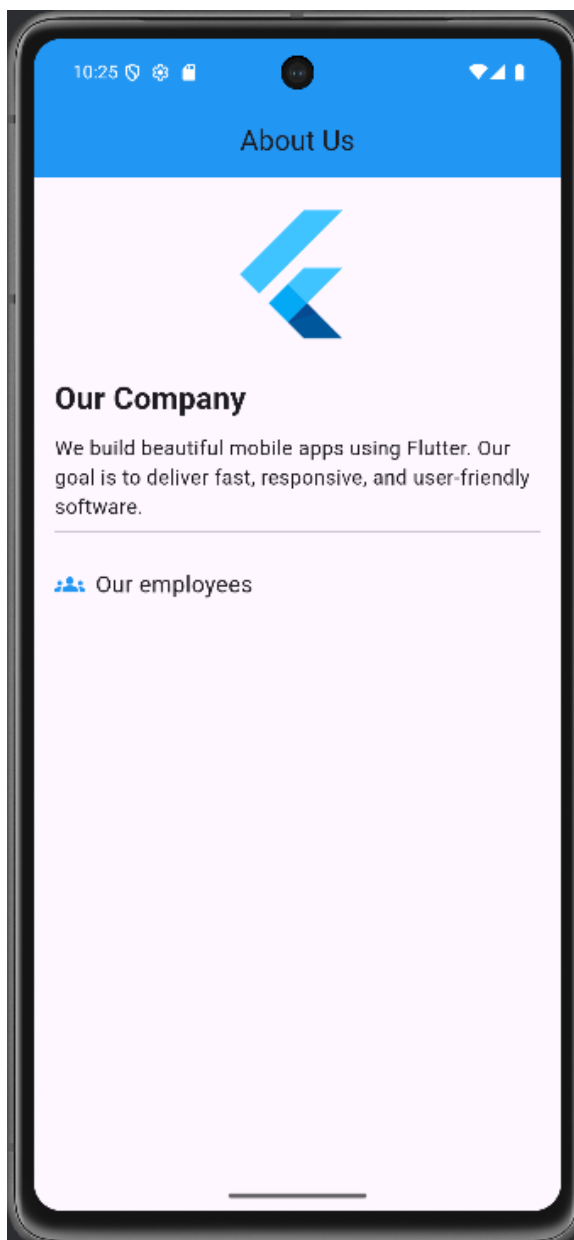 10:25
About Us
Our Company
We build beautiful mobile apps using Flutter. Our
goal is to deliver fast, responsive, and user-friendly
software.
Our employees